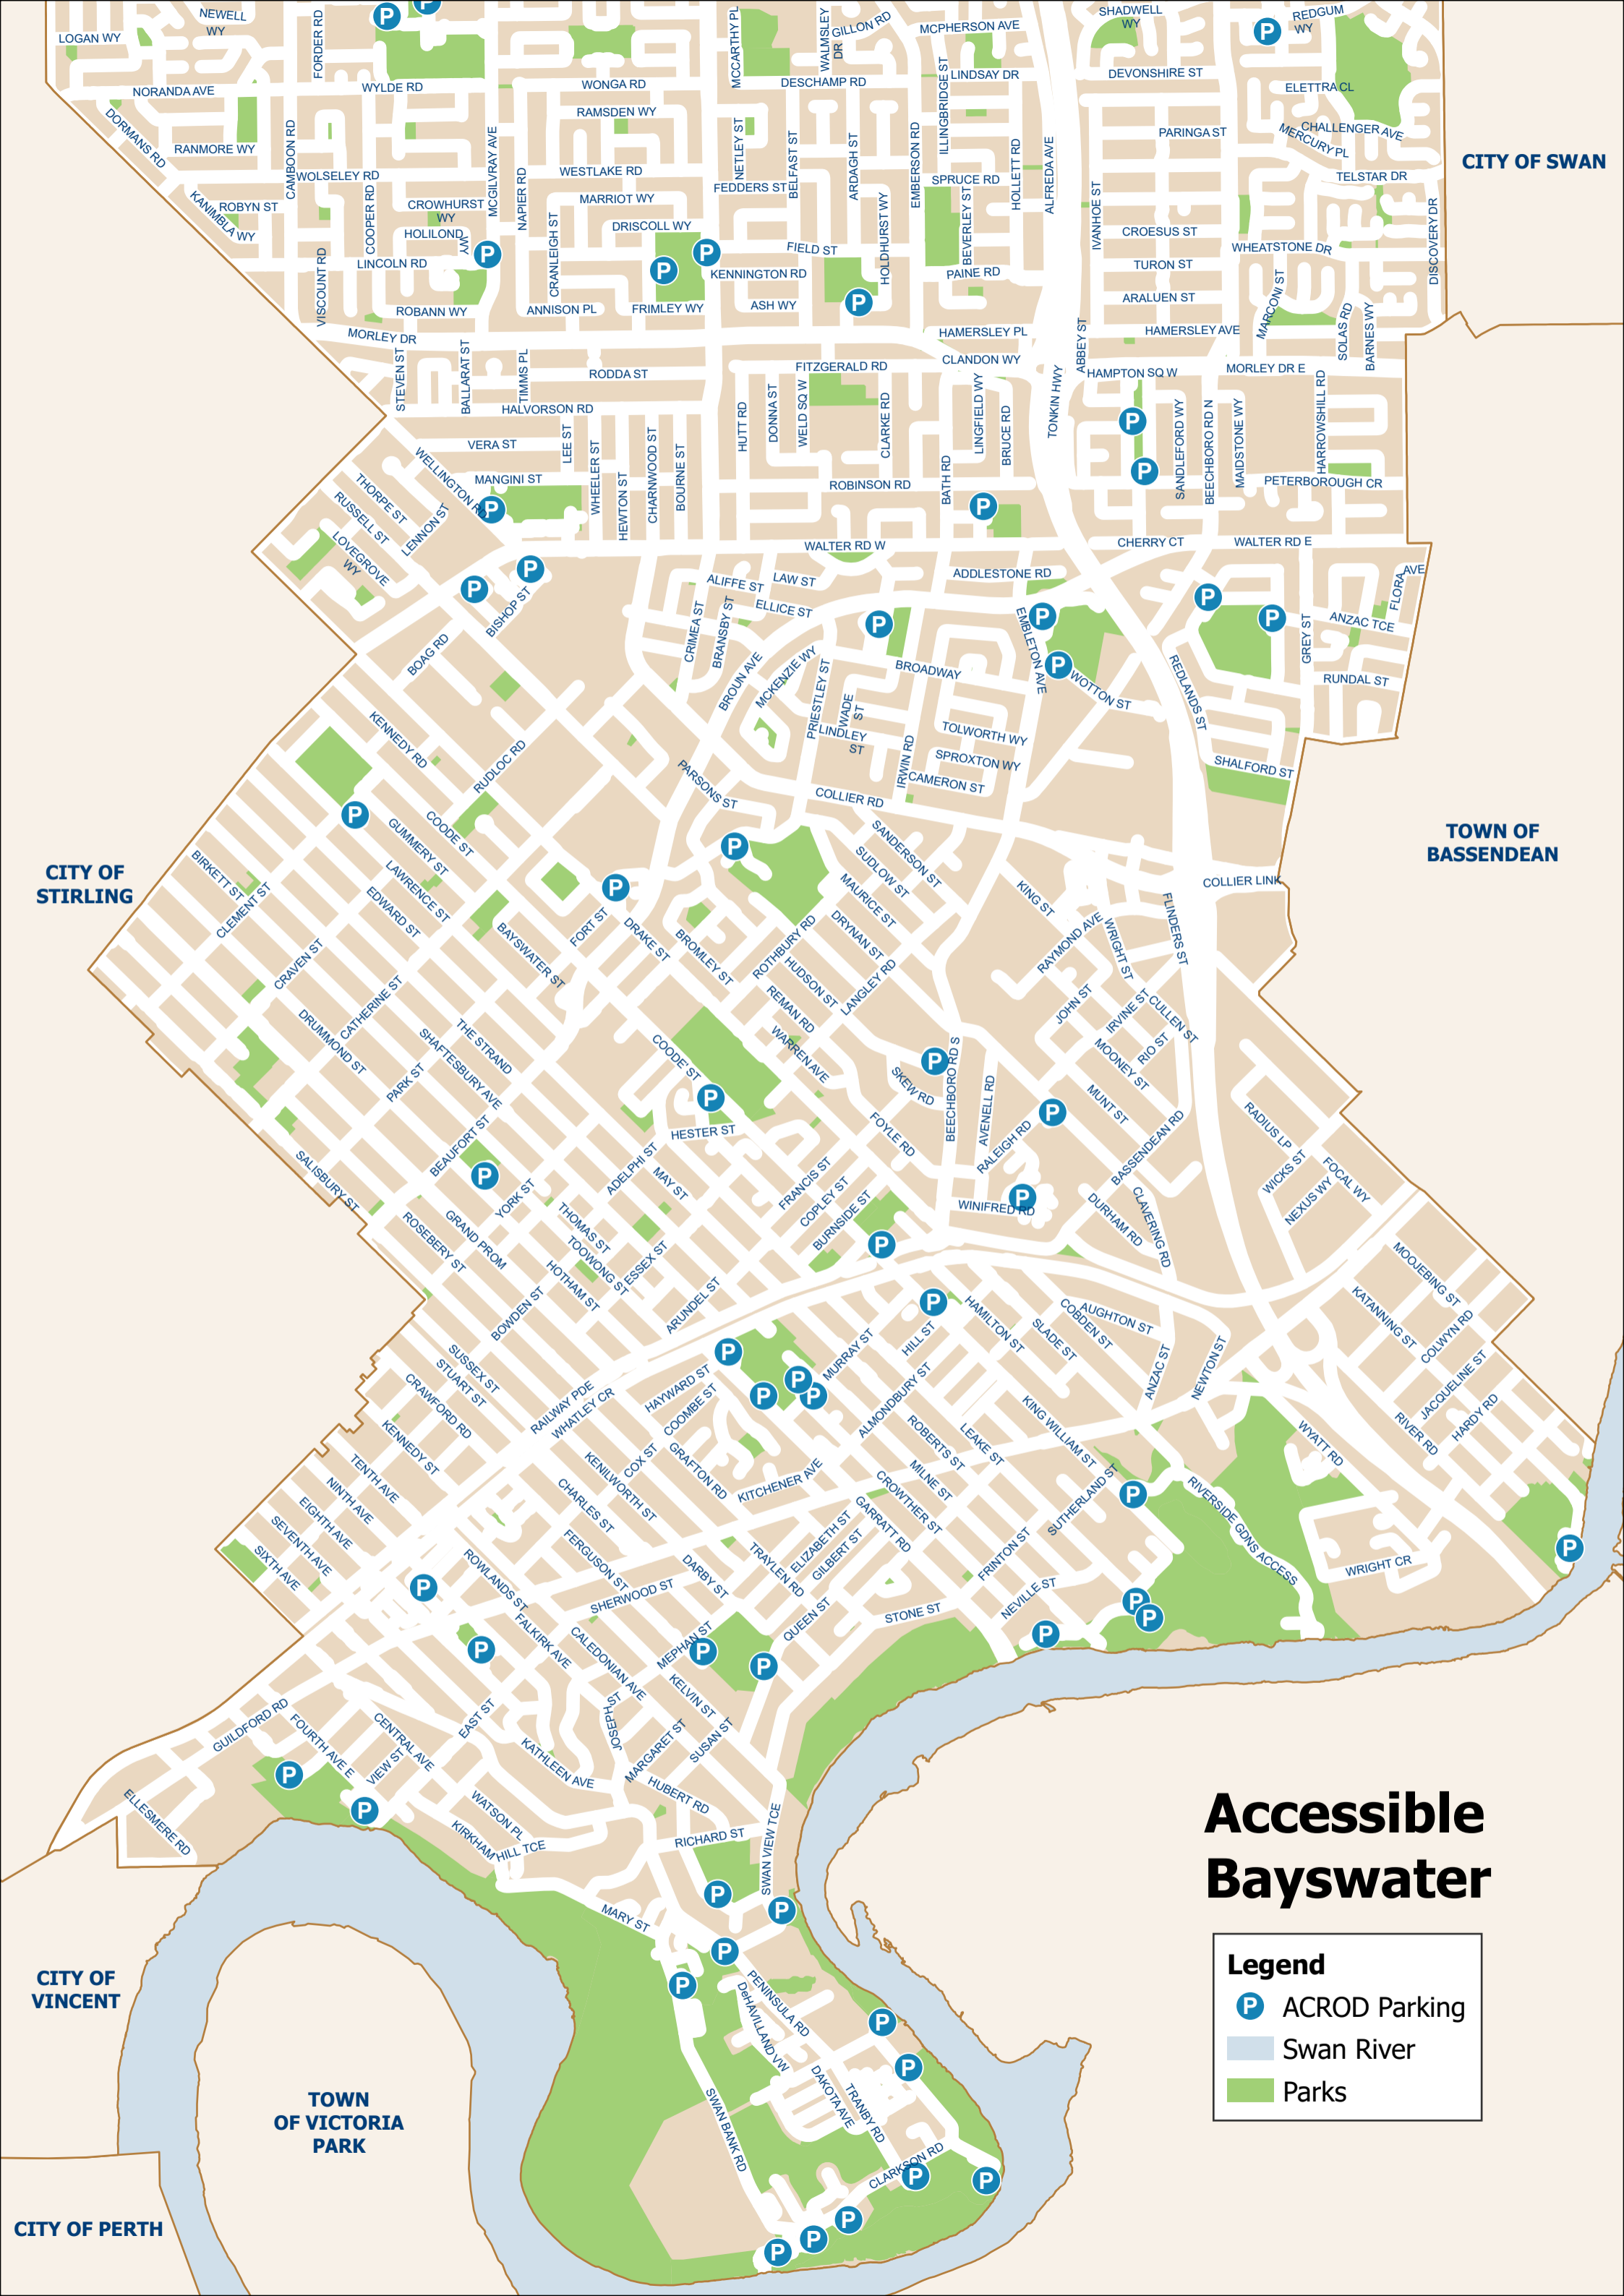 NEWELL
WY
LOGAN WY
FORDER RD
MCCARTHY PL
WALMSLEY
DR
GILLON RD
MCPHERSON AVE
SHADWELL
WY
REDGUM
WY
P
P
P
NORANDA AVE
WYLDE RD
WONGA RD
DESCHAMP RD
LINDSAY DR
DEVONSHIRE ST
ELETTRA CL
DORMANS RD
RANMORE WY
CAMBOON RD
MCGILVRAY AVE
RAMSDEN WY
NETLEY ST
BELFAST ST
ARDAGH ST
EMBERSON RD
ILLINGBRIDGE ST
HOLLETT RD
ALFREDA AVE
PARINGA ST
CHALLENGER AVE
MERCURY PL
CITY OF SWAN
WOLSELEY RD
WESTLAKE RD
FEDDERS ST
SPRUCE RD
TELSTAR DR
KANIMBLA WY
ROBYN ST
COOPER RD
CROWHURST
WY
NAPIER RD
MARRIOT WY
HOLDHURST WY
BEVERLEY ST
IVANHOE ST
DISCOVERY DR
HOLILOND
WY
CRANLEIGH ST
DRISCOLL WY
FIELD ST
CROESUS ST
WHEATSTONE DR
P
P
P
P
VISCOUNT RD
LINCOLN RD
KENNINGTON RD
PAINE RD
TURON ST
ROBANN WY
ANNISON PL
FRIMLEY WY
ASH WY
ARALUEN ST
MARCONI ST
SOLAS RD
BARNES WY
MORLEY DR
HAMERSLEY PL
HAMERSLEY AVE
ABBEY ST
STEVEN ST
BALLARAT ST
TIMMS PL
RODDA ST
FITZGERALD RD
CLANDON WY
HAMPTON SQ W
MORLEY DR E
HALVORSON RD
HUTT RD
DONNA ST
WELD SQ W
CLARKE RD
LINGFIELD WY
BRUCE RD
TONKIN HWY
P
SANDLEFORD WY
BEECHBORO RD N
MAIDSTONE WY
HARROWSHILL RD
VERA ST
LEE ST
WHEELER ST
HEWTON ST
CHARNWOOD ST
BOURNE ST
WELLINGTON RD
MANGINI ST
ROBINSON RD
BATH RD
P
PETERBOROUGH CR
THORPE ST
RUSSELL ST
LENNON ST
LOVEGROVE
WY
P
P
WALTER RD W
CHERRY CT
WALTER RD E
P
P
BISHOP ST
ALIFFE ST
LAW ST
ADDLESTONE RD
FLORA AVE
CRIMEA ST
BRANSBY ST
ELLICE ST
P
P
P
P
EMBLETON AVE
GREY ST
ANZAC TCE
BOAG RD
BROUN AVE
MCKENZIE WY
PRIESTLEY ST
BROADWAY
P
WOTTON ST
REDLANDS ST
RUNDAL ST
WADE
ST
LINDLEY
ST
KENNEDY RD
RUDLOC RD
IRWIN RD
TOLWORTH WY
SPROXTON WY
CAMERON ST
SHALFORD ST
PARSONS ST
COLLIER RD
TOWN OF
BASSENDEAN
P
COODE ST
GUMMERY ST
LAWRENCE ST
P
SANDERSON ST
SUDLOW ST
MAURICE ST
DRYNAN ST
CITY OF
STIRLING
BIRKETT ST
CLEMENT ST
EDWARD ST
P
KING ST
COLLIER LINK
FLINDERS ST
FORT ST
DRAKE ST
BROMLEY ST
BAYSWATER ST
CRAVEN ST
ROTHBURY RD
HUDSON ST
LANGLEY RD
REMAN RD
RAYMOND AVE
WRIGHT ST
CATHERINE ST
DRUMMOND ST
THE STRAND
SHAFTESBURY AVE
PARK ST
COODE ST
WARREN AVE
JOHN ST
IRVINE ST
CULLEN ST
RIO ST
MOONEY ST
P
SKEW RD
BEECHBORO RD S
AVENELL RD
P
P
MUNT ST
HESTER ST
BEAUFORT ST
FOYLE RD
RALEIGH RD
BASSENDEAN RD
RADIUS LP
P
SALISBURY ST
ADELPHI ST
MAY ST
FRANCIS ST
COPLEY ST
BURNSIDE ST
WICKS ST
FOCAL WY
NEXUS WY
P
WINIFRED RD
DURHAM RD
CLAVERING RD
YORK ST
ROSEBERY ST
GRAND PROM
THOMAS ST
TOOWONG ST
ESSEX ST
HOTHAM ST
P
MOOJEBING ST
BOWDEN ST
ARUNDEL ST
P
HAMILTON ST
AUGHTON ST
COBDEN ST
SLADE ST
KATANNING ST
COLWYN RD
SUSSEX ST
STUART ST
CRAWFORD RD
P
HILL ST
MURRAY ST
ANZAC ST
NEWTON ST
JACQUELINE ST
P
P
P
RAILWAY PDE
WHATLEY CR
HAYWARD ST
COOMBE ST
ALMONDBURY ST
KENNEDY ST
KING WILLIAM ST
RIVER RD
HARDY RD
ROBERTS ST
LEAKE ST
WYATT RD
TENTH AVE
NINTH AVE
EIGHTH AVE
SEVENTH AVE
SIXTH AVE
COX ST
KENILWORTH ST
GRAFTON RD
CHARLES ST
KITCHENER AVE
MILNE ST
CROWTHER ST
GARRATT RD
SUTHERLAND ST
P
RIVERSIDE GDNS ACCESS
ELIZABETH ST
GILBERT ST
TRAYLEN RD
FERGUSON ST
DARBY ST
FRINTON ST
WRIGHT CR
P
P
ROWLANDS ST
SHERWOOD ST
NEVILLE ST
STONE ST
P
P
P
FALKIRK AVE
CALEDONIAN AVE
MEPHAN ST
QUEEN ST
P
P
P
KELVIN ST
GUILDFORD RD
FOURTH AVE E
CENTRAL AVE
EAST ST
JOSEPH ST
MARGARET ST
SUSAN ST
VIEW ST
KATHLEEN AVE
P
HUBERT RD
P
ELLESMERE RD
WATSON PL
KIRKHAM
HILL TCE
RICHARD ST
SWAN VIEW TCE
Accessible
Bayswater
P
P
MARY ST
P
P
Legend
CITY OF
VINCENT
PENINSULA RD
DeHAVILLAND VW
P
P
P
ACROD Parking
Swan River
Parks
TOWN
OF VICTORIA
PARK
DAKOTA AVE
TRANBY RD
SWAN BANK RD
CLARKSON RD
P
P
CITY OF PERTH
P
P
P